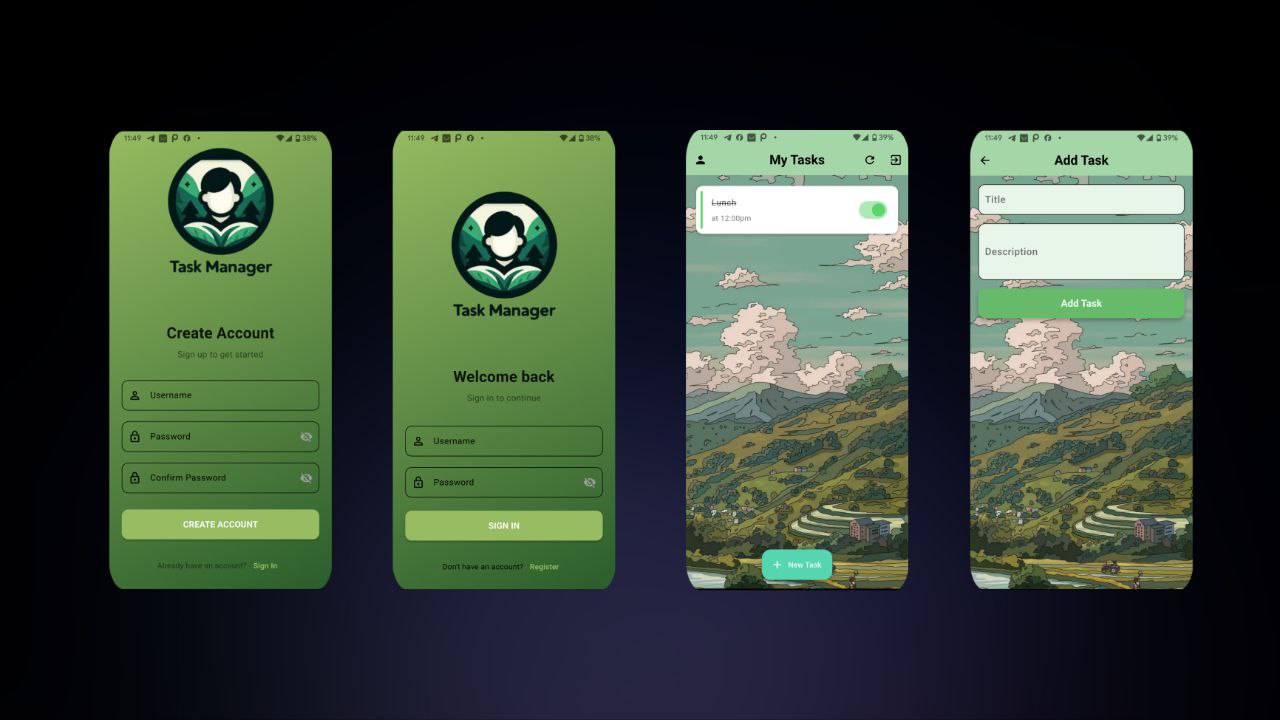 11:49
38%
Task Manager
Create Account
Sign up to get started
Username
Password
Confirm Password
CREATE ACCOUNT
Already have an account? Sign In
11:49
38%
Task Manager
Welcome back
Sign in to continue
Username
Password
SIGN IN
Don't have an account? Register
11:49
39%
My Tasks
Lunch
at 12:00pm
+ New Task
11:49
39%
Add Task
Title
Description
Add Task